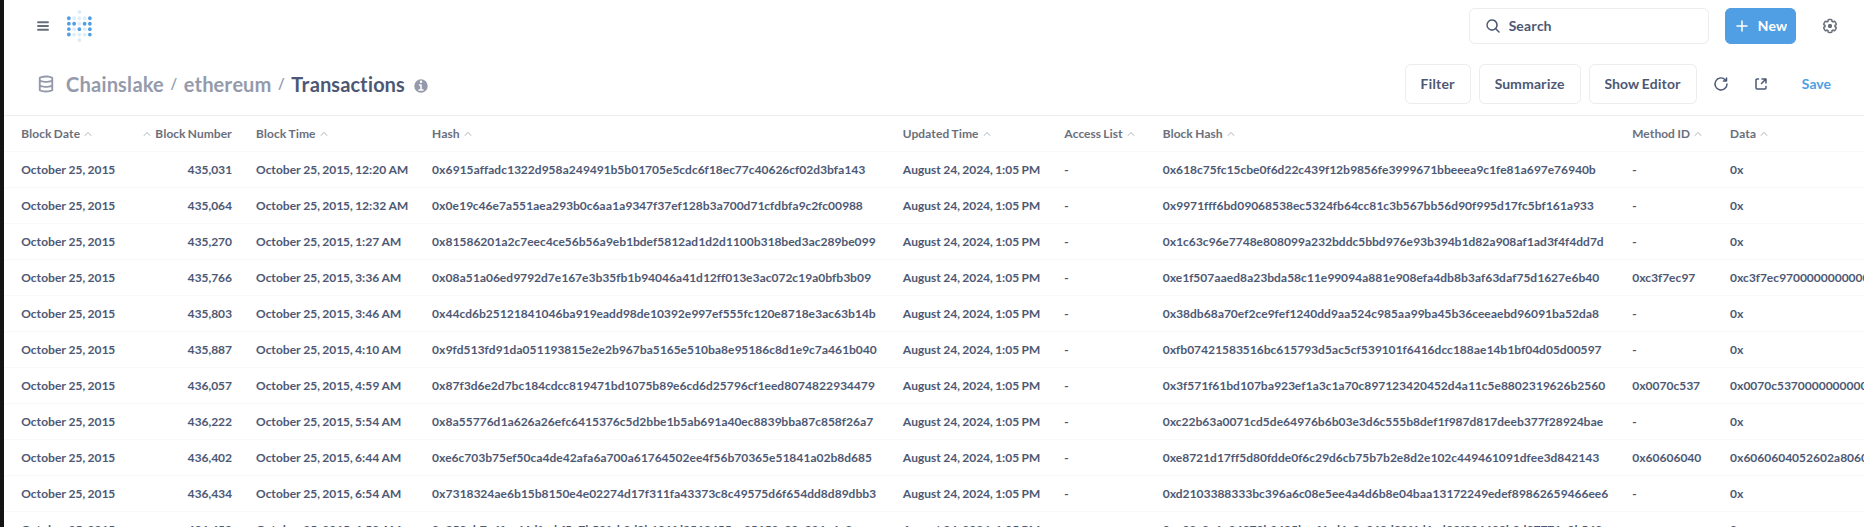 Search
New
Chainslake / ethereum / Transactions
Filter Summarize Show Editor Save
Block Date Block Number Block Time Hash Updated Time Access List Block Hash Method ID Data
October 25, 2015 435,031 October 25, 2015, 12:20 AM 0x6915affadc1322d958a249491b5b01705e5cdc6f18ec77c40626cf02d3bfa143 August 24, 2024, 1:05 PM - 0x618c75fc15cbe0f6d22c439f12b9856fe3999671bbeeea9c1fe81a697e76940b - 0x
October 25, 2015 435,064 October 25, 2015, 12:32 AM 0x0e19c46e7a551aea293b0c6aa1a9347f37ef128b3a700d71cfdbfa9c2fc00988 August 24, 2024, 1:05 PM - 0x9971fff6bd09068538ec5324fb64cc81c3b567bb56d90f995d17fc5bf161a933 - 0x
October 25, 2015 435,270 October 25, 2015, 1:27 AM 0x81586201a2c7eec4ce56b56a9eb1bdef5812ad1d2d1100b318bed3ac289be099 August 24, 2024, 1:05 PM - 0x1c63c96e7748e808099a232bddc5bbd976e93b394b1d82a908af1ad3f4f4dd7d - 0x
October 25, 2015 435,766 October 25, 2015, 3:36 AM 0x08a51a06ed9792d7e167e3b35fb1b94046a41d12ff013e3ac072c19a0bfb3b09 August 24, 2024, 1:05 PM - 0xe1f507aaed8a23bda58c11e99094a881e908efa4db8b3af63daf75d1627e6b40 0xc3f7ec97 0xc3f7ec970000000000
October 25, 2015 435,803 October 25, 2015, 3:46 AM 0x44cd6b25121841046ba919eadd98de10392e997ef555fc120e8718e3ac63b14b August 24, 2024, 1:05 PM - 0x38db68a70ef2ce9fef1240dd9aa524c985aa99ba45b36ceeaebd96091ba52da8 - 0x
October 25, 2015 435,887 October 25, 2015, 4:10 AM 0x9fd513fd91da051193815e2e2b967ba5165e510ba8e95186c8d1e9c7a461b040 August 24, 2024, 1:05 PM - 0xfb07421583516bc615793d5ac5cf539101f6416dcc188ae14b1bf04d05d00597 - 0x
October 25, 2015 436,057 October 25, 2015, 4:59 AM 0x87f3d6e2d7bc184cdcc819471bd1075b89e6cd6d25796cf1eed8074822934479 August 24, 2024, 1:05 PM - 0x3f571f61bd107ba923ef1a3c1a70c897123420452d4a11c5e8802319626b2560 0x0070c537 0x0070c5370000000000
October 25, 2015 436,222 October 25, 2015, 5:54 AM 0x8a55776d1a626a26efc6415376c5d2bbe1b5ab691a40ec8839bba87c858f26a7 August 24, 2024, 1:05 PM - 0xc22b63a0071cd5de64976b6b03e3d6c555b8def1f987d817deeb377f28924bae - 0x
October 25, 2015 436,402 October 25, 2015, 6:44 AM 0xe6c703b75ef50ca4de42afa6a700a61764502ee4f56b70365e51841a02b8d685 August 24, 2024, 1:05 PM - 0xe8721d17ff5d80fdde0f6c29d6cb75b7b2e8d2e102c449461091dfee3d842143 0x60606040 0x6060604052602a8060
October 25, 2015 436,434 October 25, 2015, 6:54 AM 0x7318324ae6b15b8150e4e02274d17f311fa43373c8c49575d6f654dd8d89dbb3 August 24, 2024, 1:05 PM - 0xd2103388333bc396a6c08e5ee4a4d6b8e04baa13172249edef89862659466ee6 - 0x